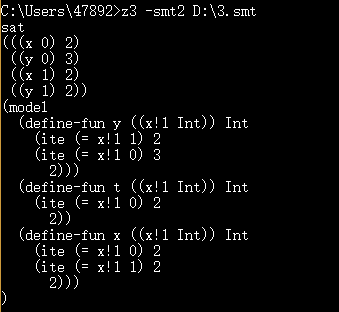 C:\Users\47892>z3 -smt2 D:\3.smt
sat
(((x 0) 2)
 ((y 0) 3)
 ((x 1) 2)
 ((y 1) 2))
(model
  (define-fun y ((x!1 Int)) Int
    (ite (= x!1 1) 2
    (ite (= x!1 0) 3
      2)))
  (define-fun t ((x!1 Int)) Int
    (ite (= x!1 0) 2
      2))
  (define-fun x ((x!1 Int)) Int
    (ite (= x!1 0) 2
    (ite (= x!1 1) 2
      2)))
)